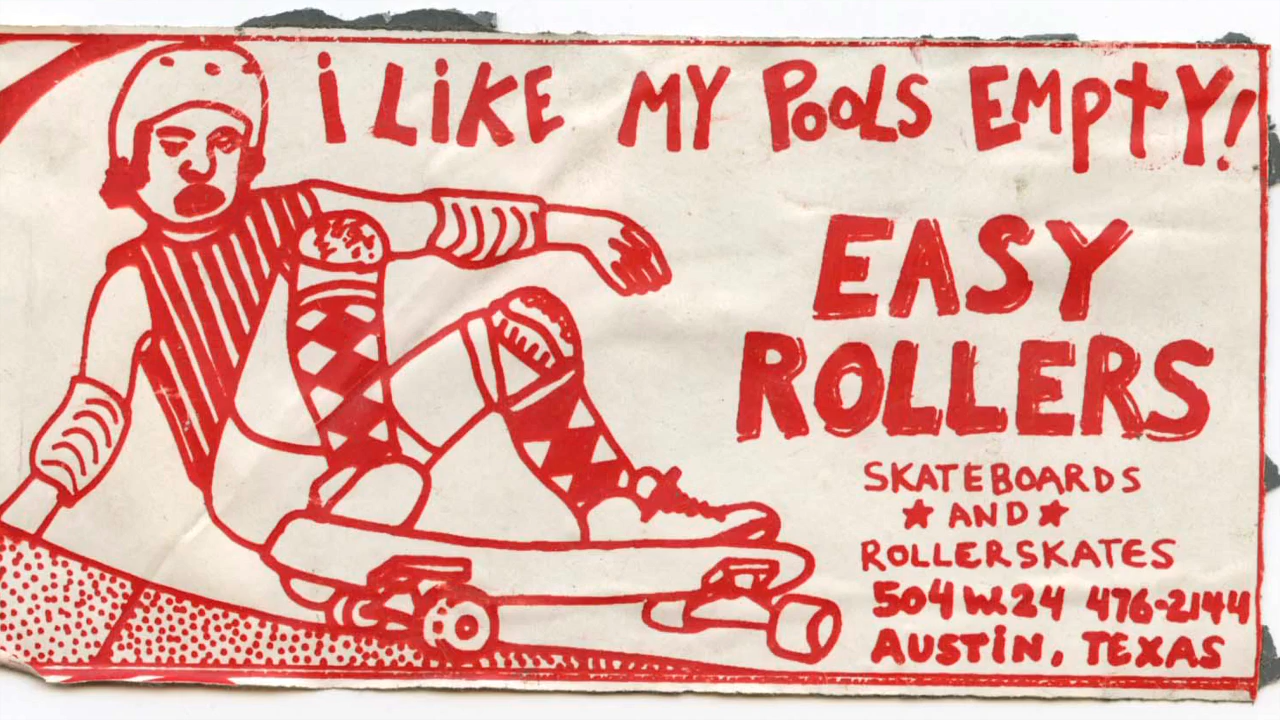 i LiKE MY PooLS EMptY!
EASY
ROLLERS
SKATEBOARDS
★ AND ★
ROLLERSKATES
504 W. 24 476-2144
AUSTiN, TEXAS